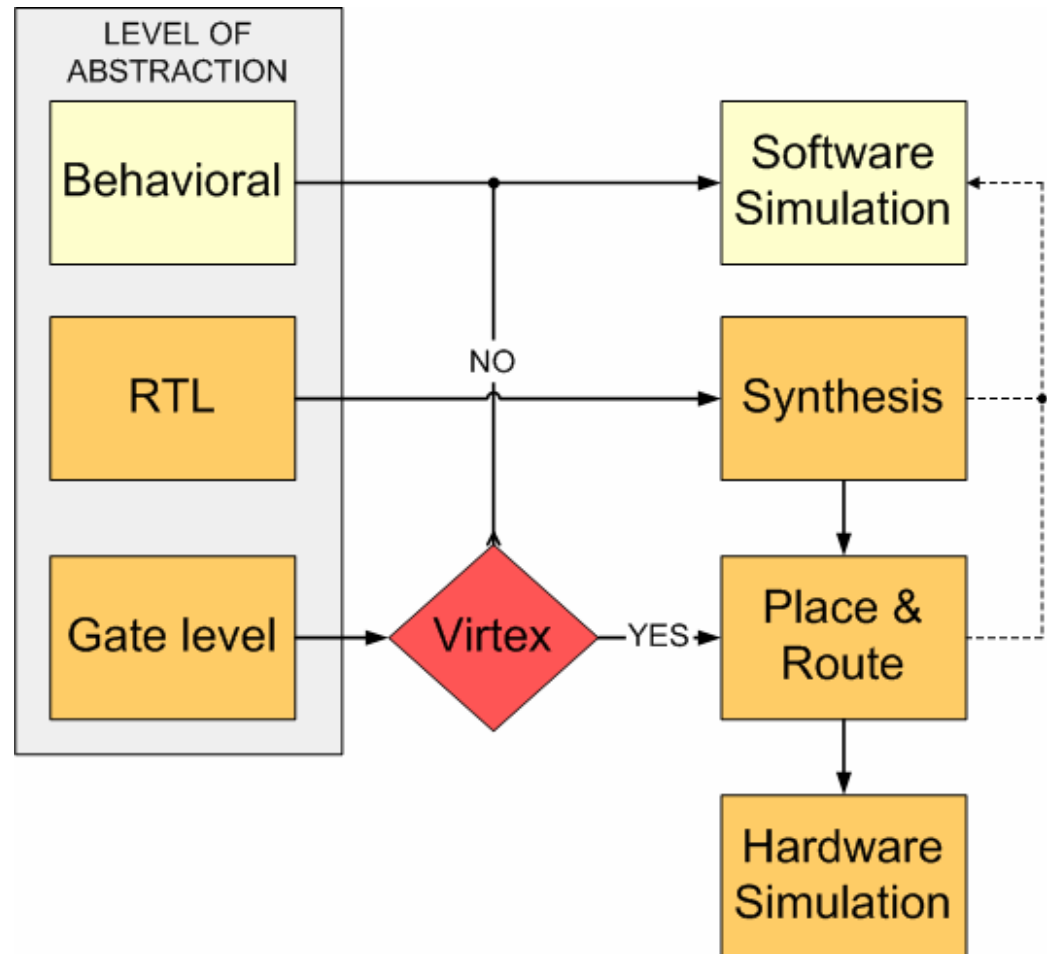 LEVEL OF
ABSTRACTION
Behavioral
Software
Simulation
NO
RTL
Synthesis
Gate level
Virtex
YES
Place &
Route
Hardware
Simulation